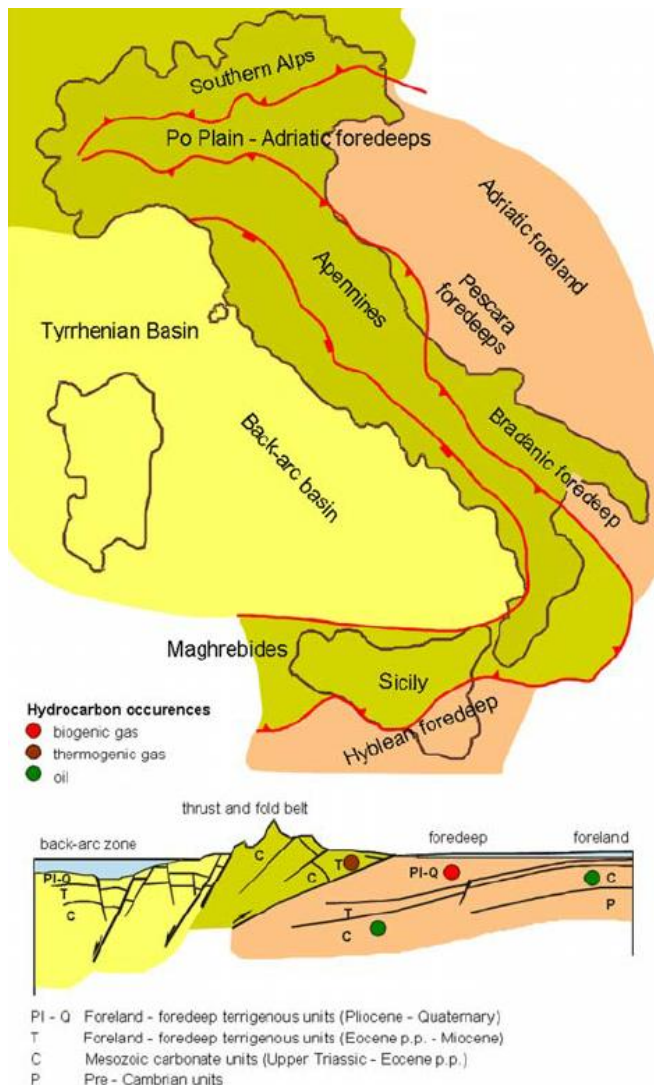 Southern Alps
Po Plain - Adriatic foredeeps
Adriatic foreland
Apennines
Pescara
foredeeps
Tyrrhenian Basin
Back-arc basin
Bradanic foredeep
Maghrebides
Sicily
Hyblean foredeep
Hydrocarbon occurences
biogenic gas
thermogenic gas
oil
thrust and fold belt
back-arc zone
foredeep
foreland
C
T
PI-Q
PI-Q
C
T
C
C
P
T
C
PI - Q Foreland - foredeep terrigenous units (Pliocene - Quaternary)
T Foreland - foredeep terrigenous units (Eocene p.p. - Miocene)
C Mesozoic carbonate units (Upper Triassic - Eocene p.p.)
P Pre - Cambrian units